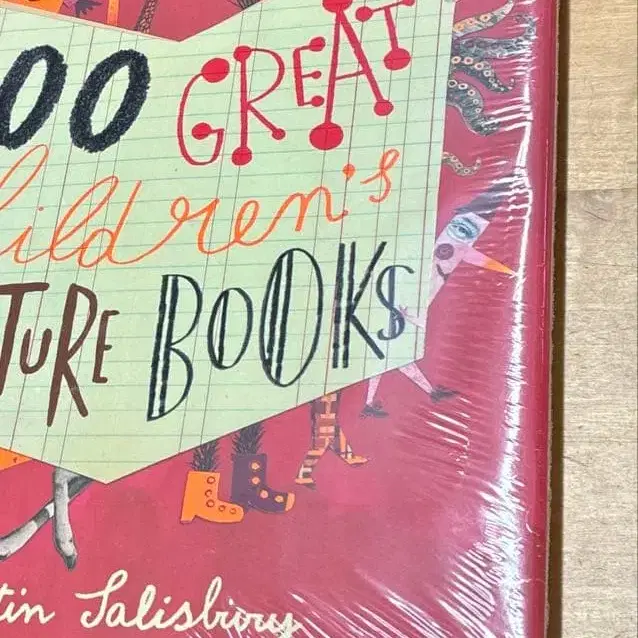 00 GREAT
ildren's
TURE BOOKS
tin Salisbury